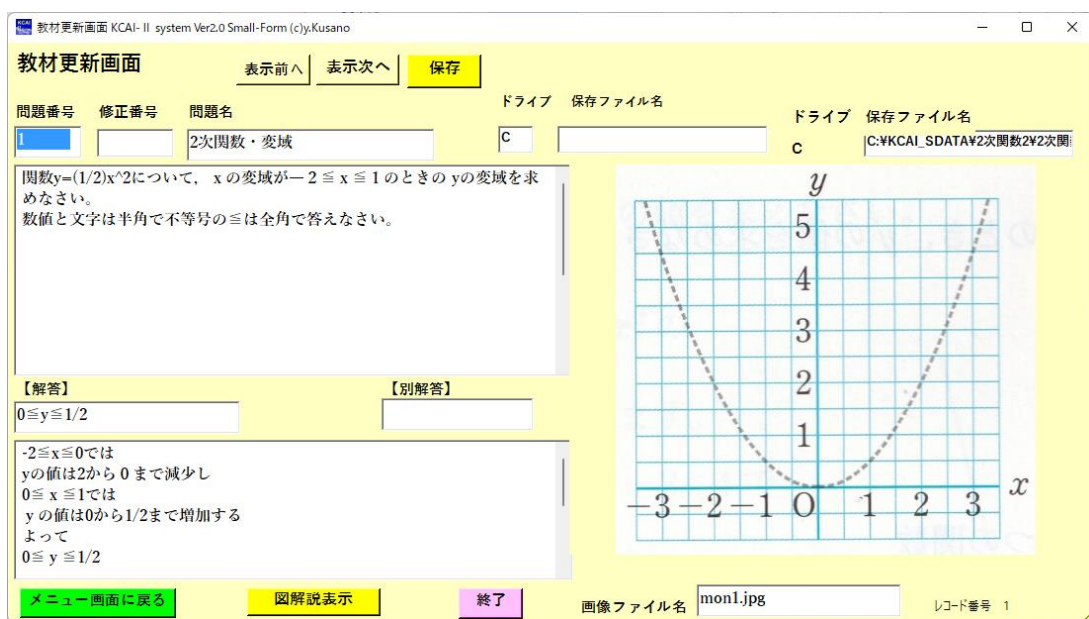 教材更新画面 KCAI-Ⅱ system Ver2.0 Small-Form (c)y.Kusano
教材更新画面
表示前へ
表示次へ
保存
問題番号 修正番号 問題名
ドライブ 保存ファイル名
ドライブ 保存ファイル名
1
2次関数・変域
C
C
C:¥KCAI_SDATA¥2次関数2¥2次関
関数y=(1/2)x^2について， x の変域が－２≦ｘ≦１のときの yの変域を求
めなさい。
数値と文字は半角で不等号の≦は全角で答えなさい。
y
5
4
3
2
1
-3 -2 -1 O 1 2 3 x
【解答】
【別解答】
0≦y≦1/2
-2≦x≦0では
yの値は2から０まで減少し
0≦ x ≦1では
y の値は0から1/2まで増加する
よって
0≦ y ≦1/2
メニュー画面に戻る
図解説表示
終了
画像ファイル名
mon1.jpg
レコード番号 1